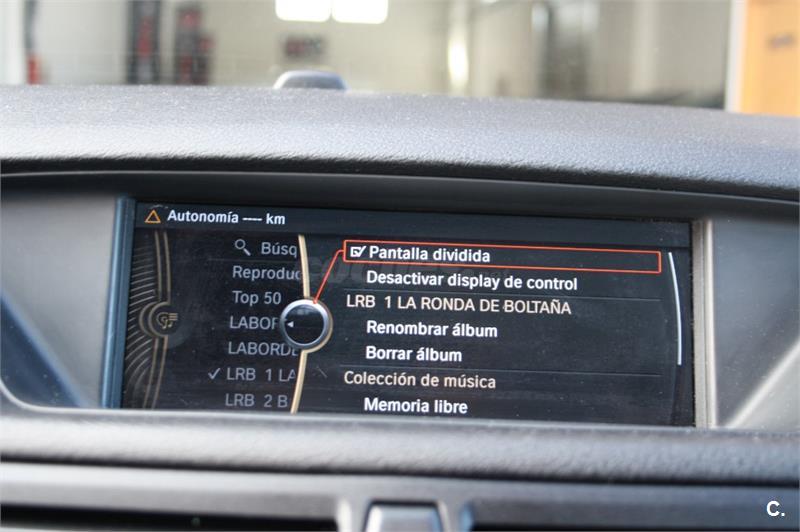 Autonomía ---- km
Búsq
Reproduc
Top 50
LABOR
LABORDE
LRB 1 LA
LRB 2 B
Pantalla dividida
Desactivar display de control
LRB 1 LA RONDA DE BOLTAÑA
Renombrar álbum
Borrar álbum
Colección de música
Memoria libre
C.